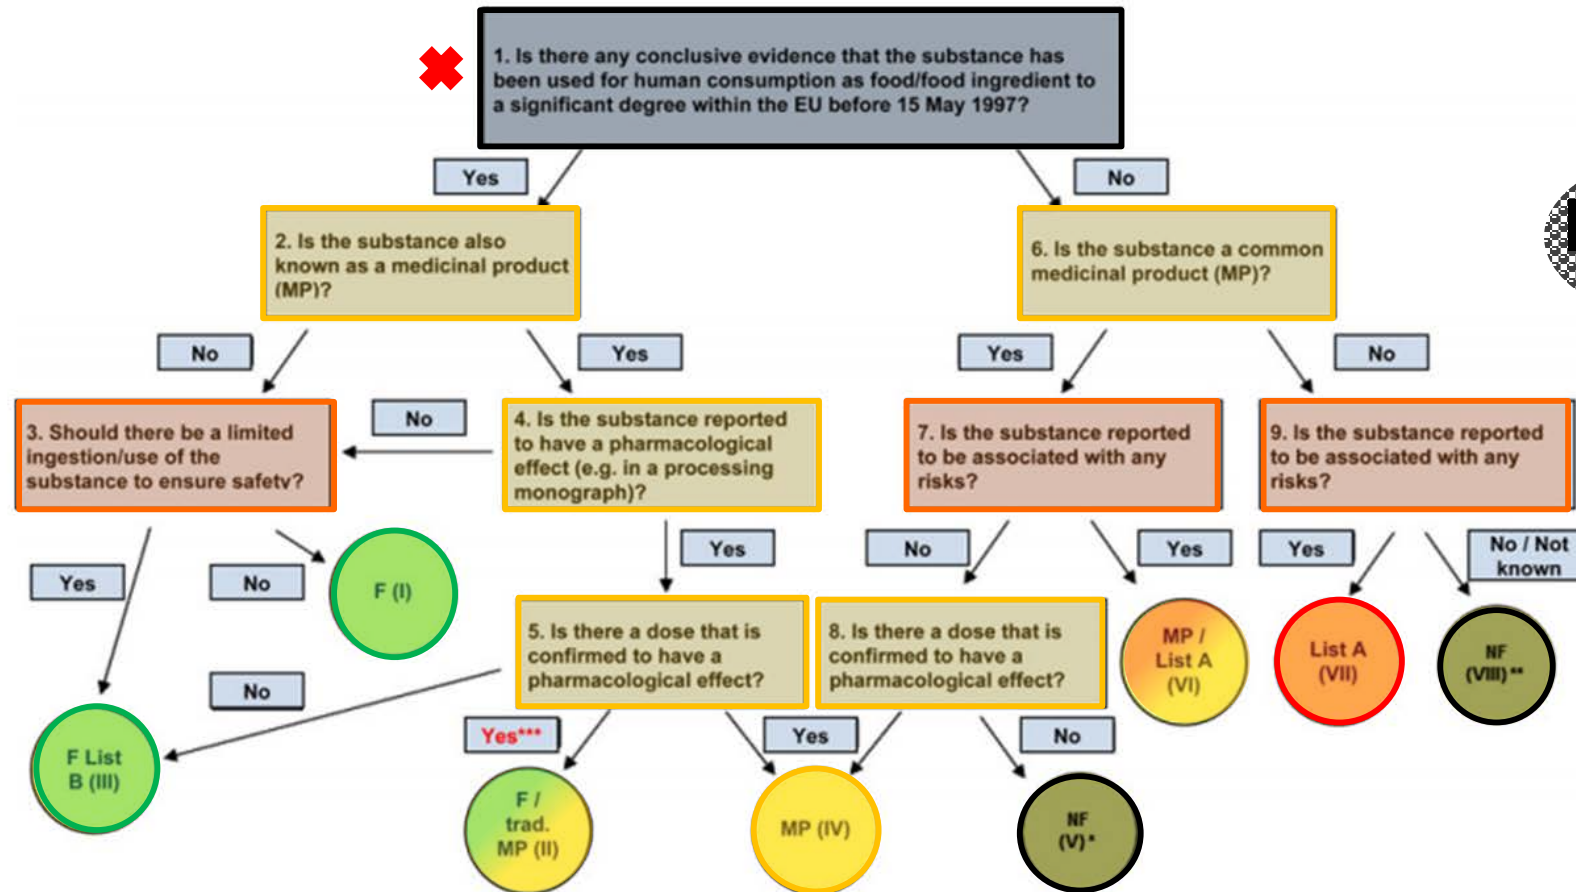 1. Is there any conclusive evidence that the substance has
been used for human consumption as food/food ingredient to
a significant degree within the EU before 15 May 1997?
Yes
No
2. Is the substance also
known as a medicinal product
(MP)?
6. Is the substance a common
medicinal product (MP)?
No
Yes
Yes
No
3. Should there be a limited
ingestion/use of the
substance to ensure safety?
No
4. Is the substance reported
to have a pharmacological
effect (e.g. in a processing
monograph)?
7. Is the substance reported
to be associated with any
risks?
9. Is the substance reported
to be associated with any
risks?
Yes
No
F (I)
Yes
No
Yes
Yes
No / Not
known
5. Is there a dose that is
confirmed to have a
pharmacological effect?
8. Is there a dose that is
confirmed to have a
pharmacological effect?
MP /
List A
(VI)
List A
(VII)
NF
(VIII)**
No
F List
B (III)
Yes***
Yes
No
F /
trad.
MP (II)
MP (IV)
NF
(V)*